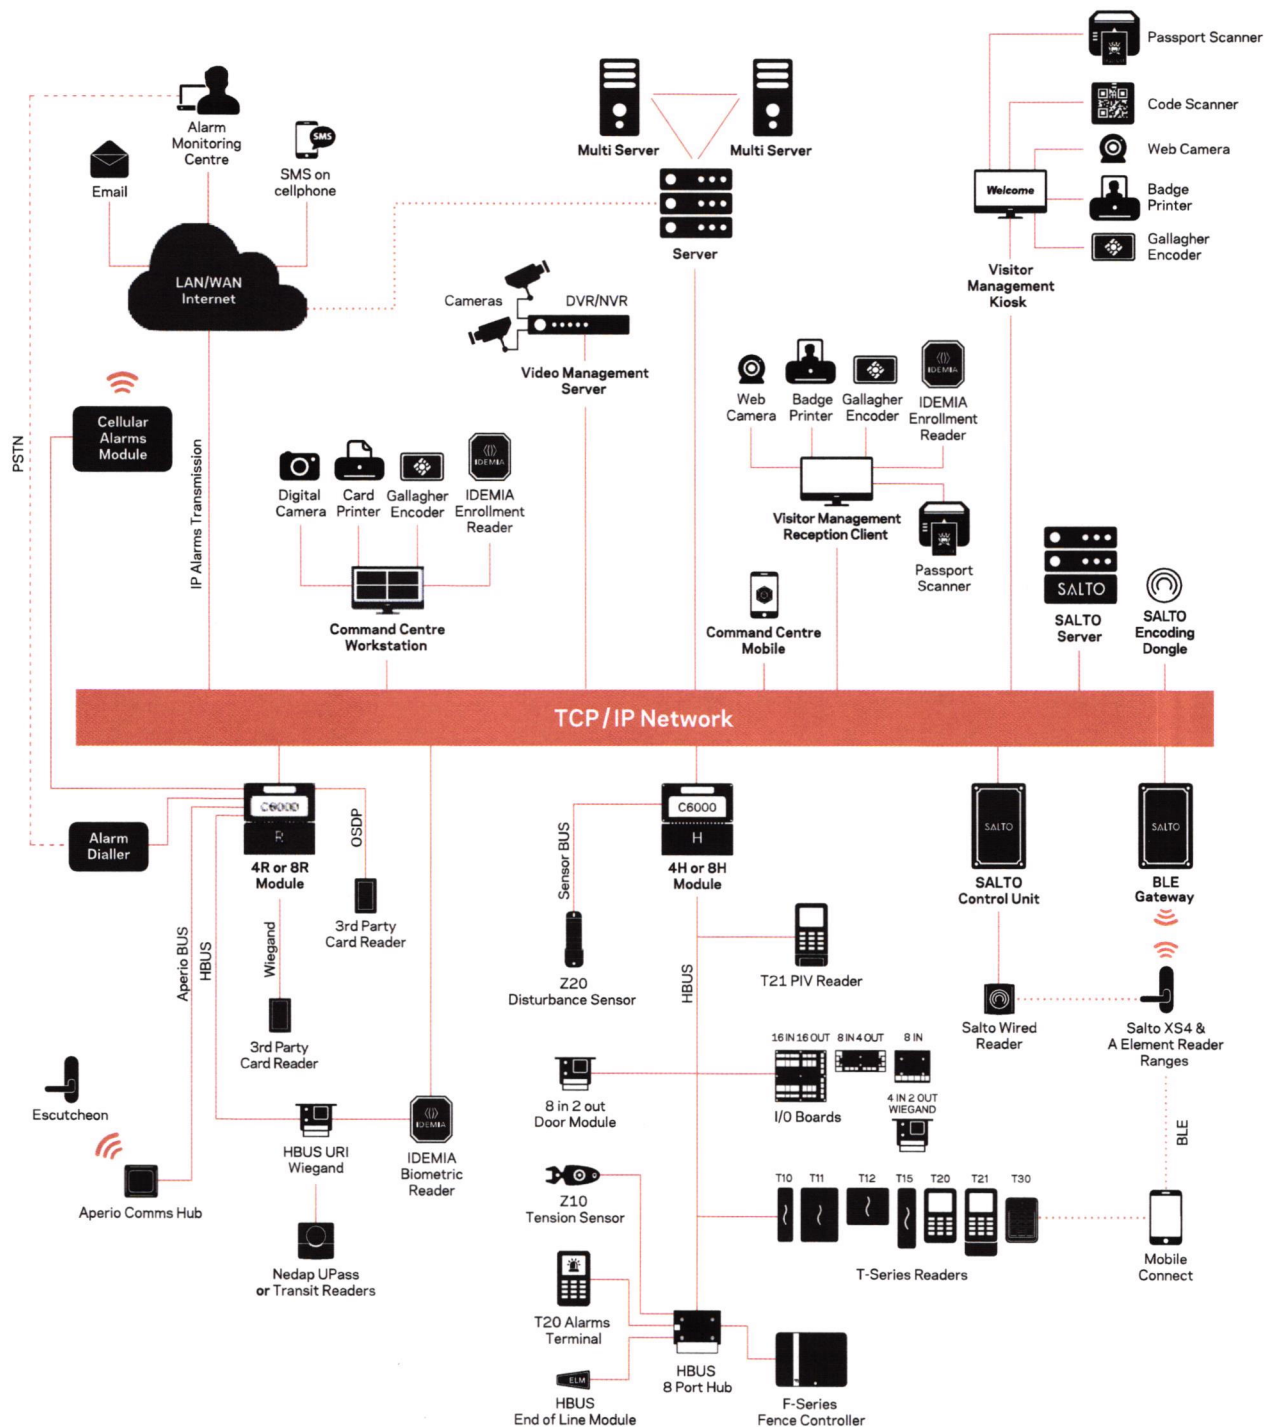 Passport Scanner
Code Scanner
Web Camera
Badge
Printer
Gallagher
Encoder
Welcome
Visitor
Management
Kiosk
Multi Server
Multi Server
Server
Alarm
Monitoring
Centre
Email
SMS
SMS on
cellphone
LAN/WAN
Internet
Cameras
DVR/NVR
Video Management
Server
Web
Camera
Badge
Printer
Gallagher
Encoder
IDEMIA
IDEMIA
Enrollment
Reader
Visitor Management
Reception Client
Passport
Scanner
PSTN
Cellular
Alarms
Module
IP Alarms Transmission
Digital
Camera
Card
Printer
Gallagher
Encoder
IDEMIA
IDEMIA
Enrollment
Reader
Command Centre
Workstation
Command Centre
Mobile
SALTO
SALTO
Server
SALTO
Encoding
Dongle
TCP/IP Network
C6000
R
4R or 8R
Module
Alarm
Dialler
OSDP
3rd Party
Card Reader
Wiegand
3rd Party
Card Reader
Aperio BUS
HBUS
Escutcheon
Aperio Comms Hub
HBUS URI
Wiegand
IDEMIA
IDEMIA
Biometric
Reader
Nedap UPass
or Transit Readers
C6000
H
4H or 8H
Module
Sensor BUS
Z20
Disturbance Sensor
HBUS
T21 PIV Reader
8 in 2 out
Door Module
16 IN 16 OUT
8 IN 4 OUT
8 IN
4 IN 2 OUT
WIEGAND
I/O Boards
Z10
Tension Sensor
T10
T11
T12
T15
T20
T21
T30
T-Series Readers
T20 Alarms
Terminal
ELM
HBUS
End of Line Module
HBUS
8 Port Hub
F-Series
Fence Controller
SALTO
SALTO
Control Unit
SALTO
BLE
Gateway
Salto Wired
Reader
Salto XS4 &
A Element Reader
Ranges
BLE
Mobile
Connect